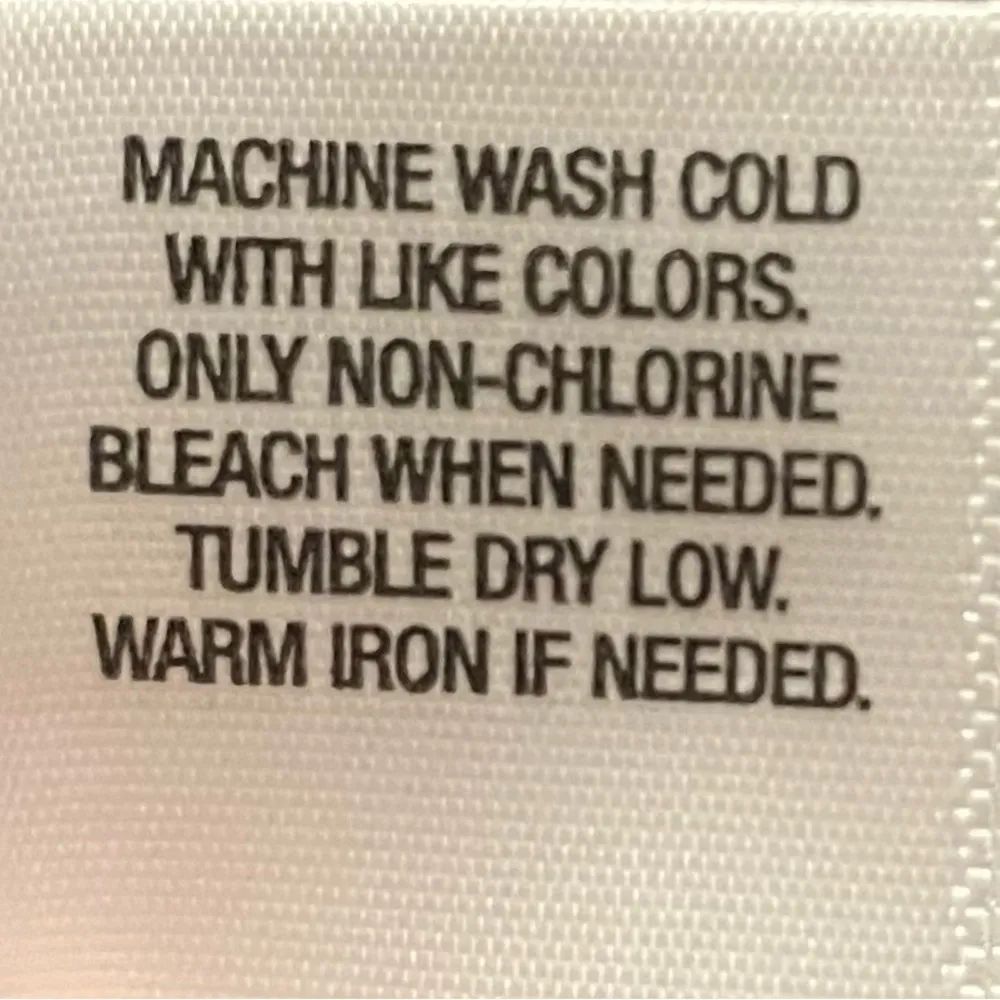 MACHINE WASH COLD
WITH LIKE COLORS.
ONLY NON-CHLORINE
BLEACH WHEN NEEDED.
TUMBLE DRY LOW.
WARM IRON IF NEEDED.